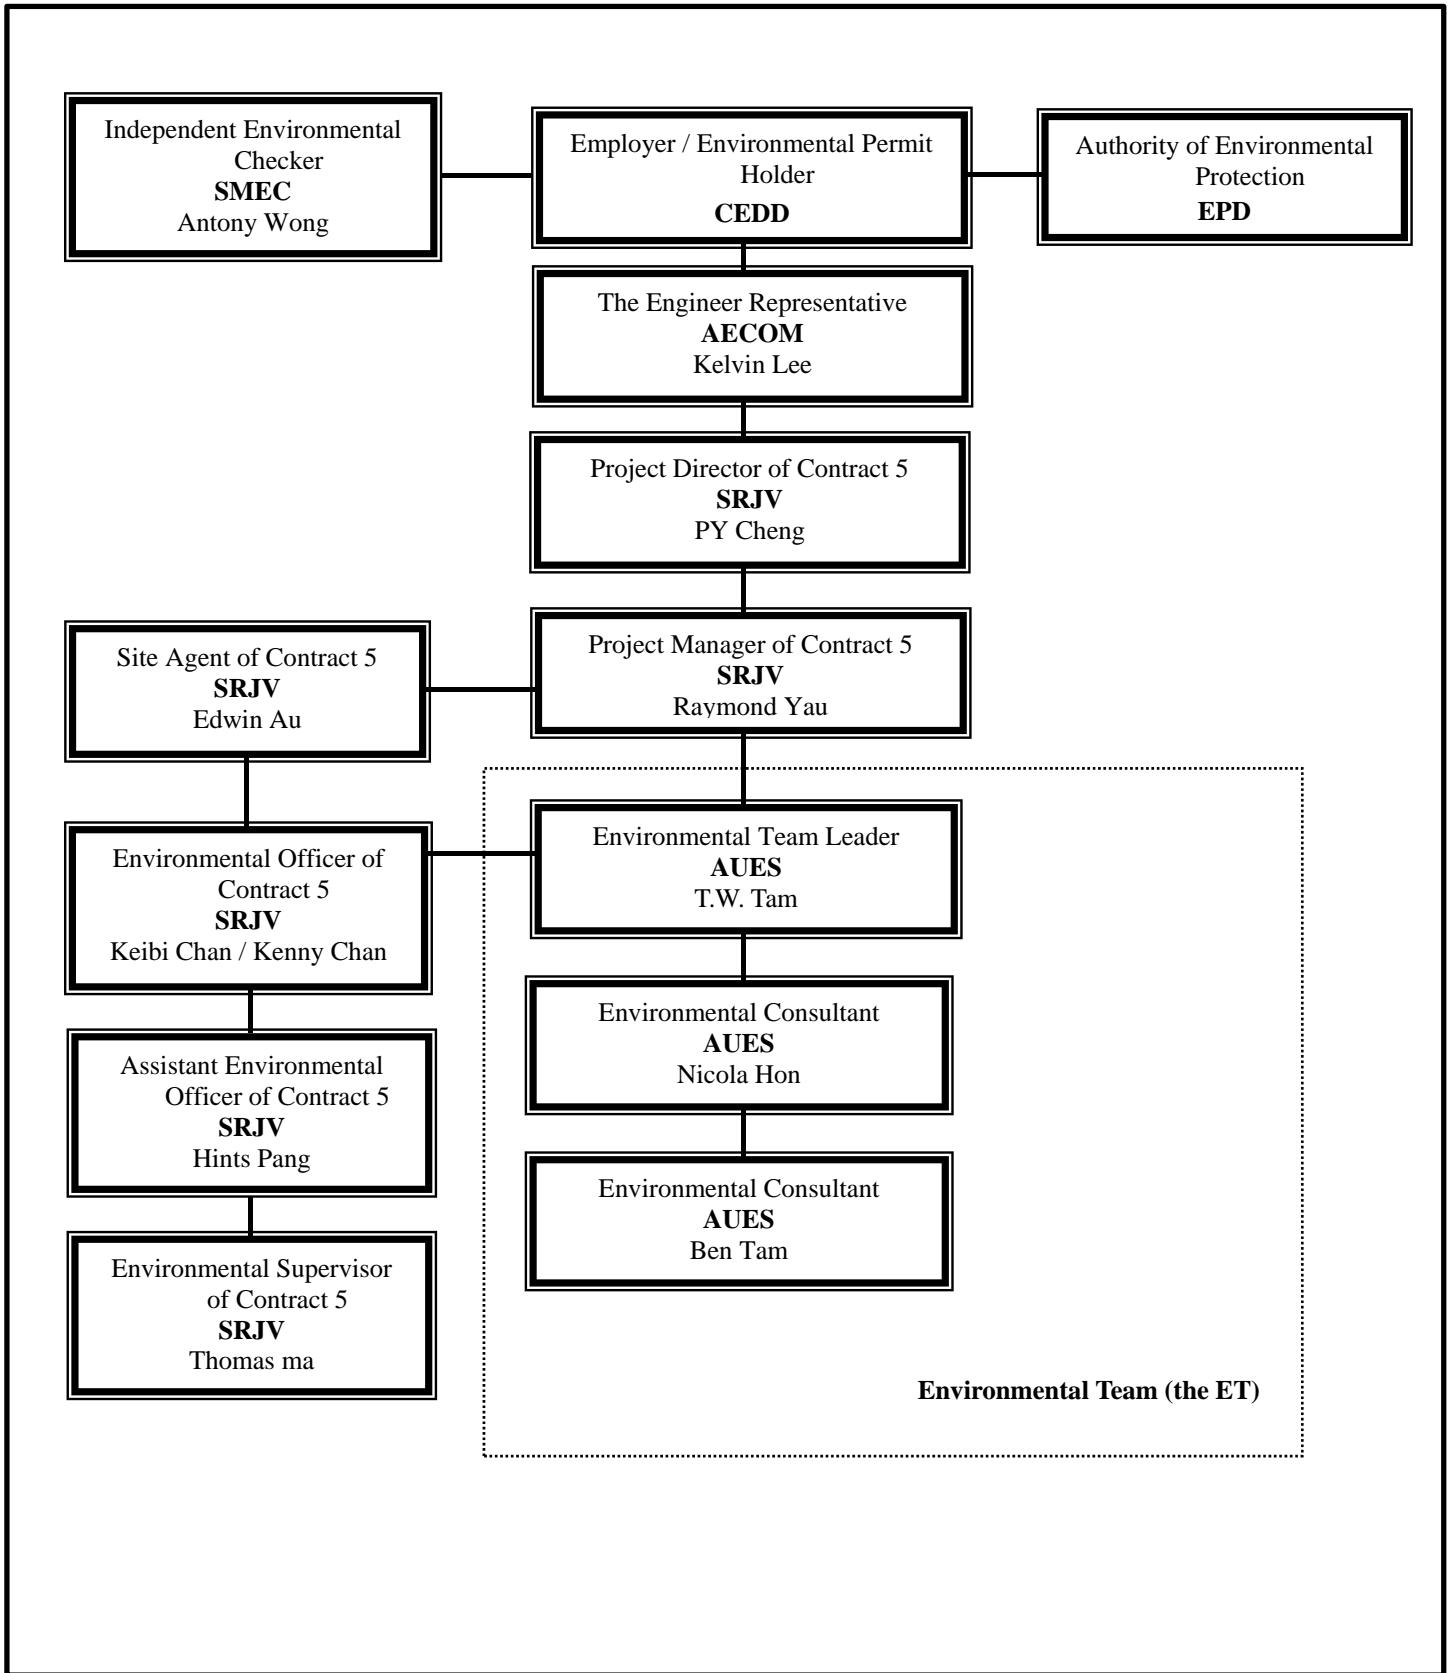 Independent Environmental
Checker
SMEC
Antony Wong
Employer / Environmental Permit
Holder
CEDD
Authority of Environmental
Protection
EPD
The Engineer Representative
AECOM
Kelvin Lee
Project Director of Contract 5
SRJV
PY Cheng
Site Agent of Contract 5
SRJV
Edwin Au
Project Manager of Contract 5
SRJV
Raymond Yau
Environmental Officer of
Contract 5
SRJV
Keibi Chan / Kenny Chan
Environmental Team Leader
AUES
T.W. Tam
Assistant Environmental
Officer of Contract 5
SRJV
Hints Pang
Environmental Consultant
AUES
Nicola Hon
Environmental Supervisor
of Contract 5
SRJV
Thomas ma
Environmental Consultant
AUES
Ben Tam
Environmental Team (the ET)